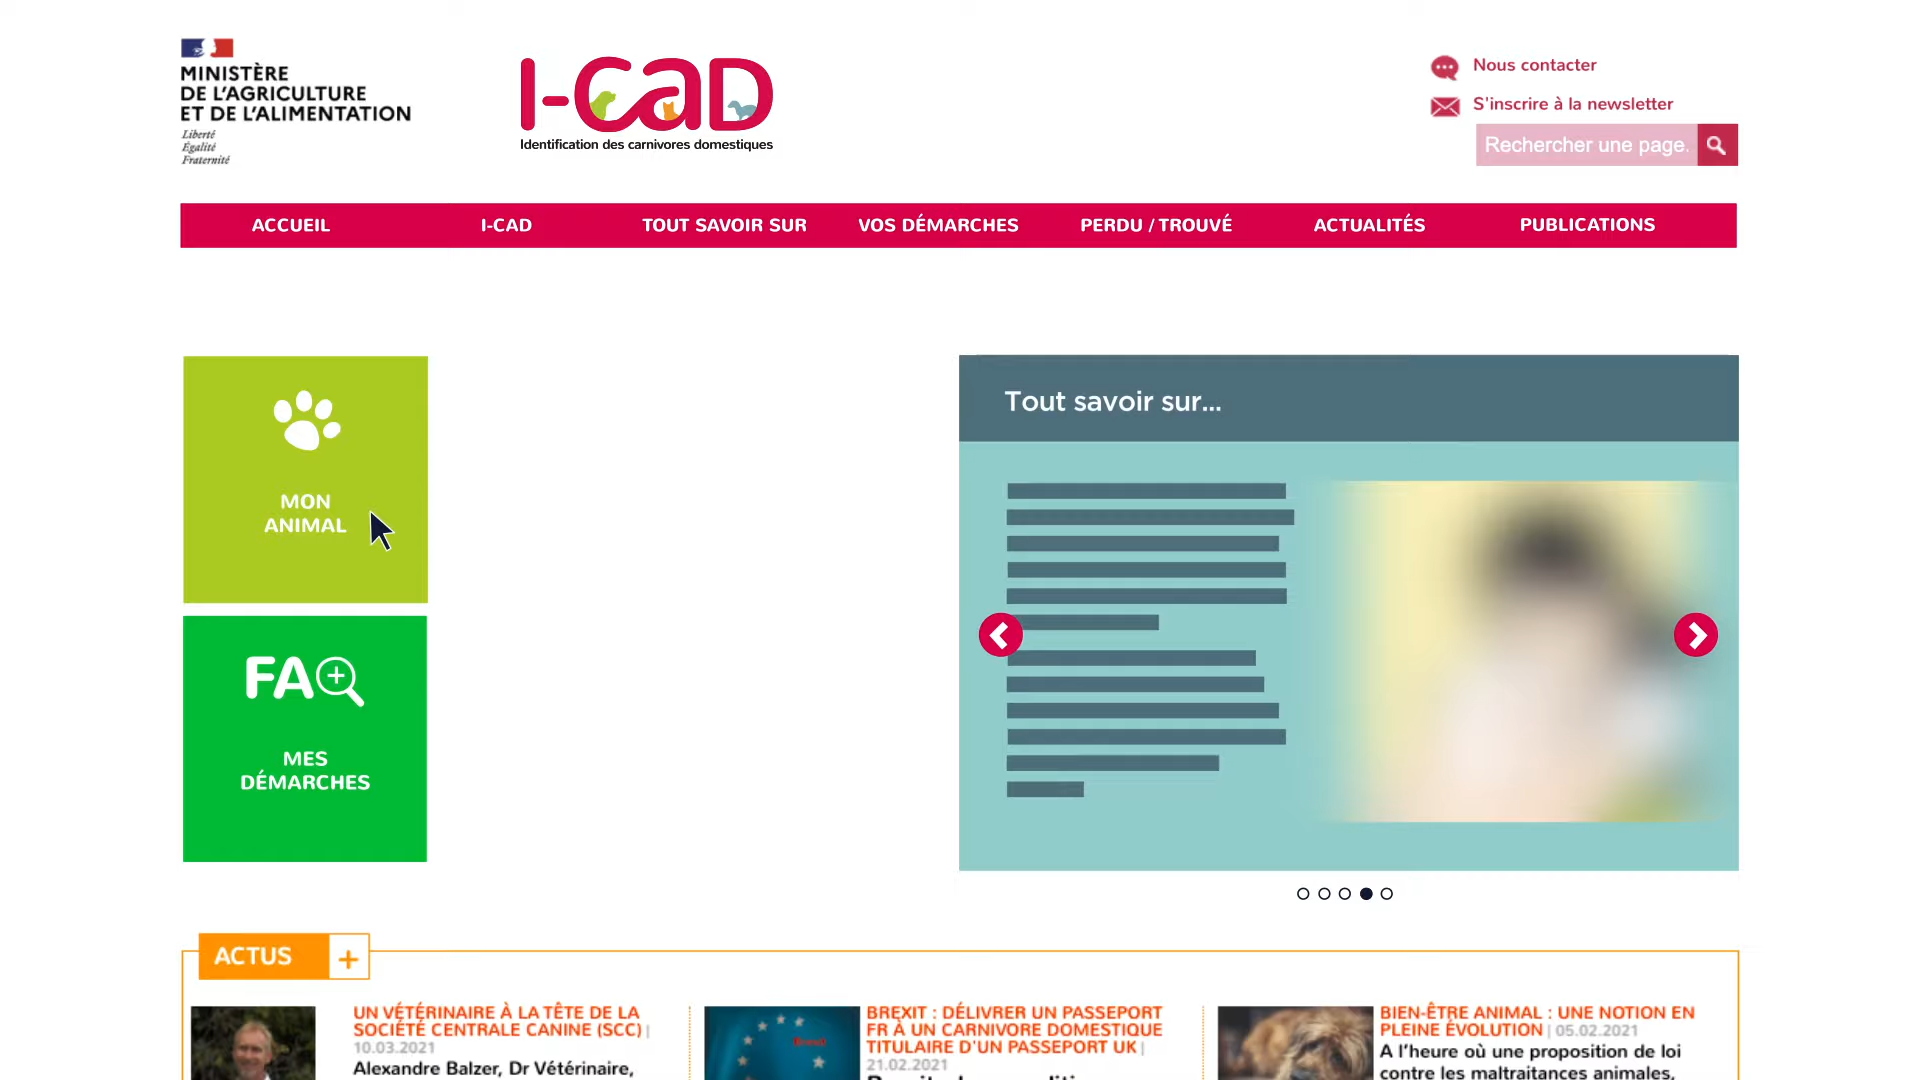 MINISTÈRE
DE L'AGRICULTURE
ET DE L'ALIMENTATION
Liberté
Égalité
Fraternité
I-CAD
Identification des carnivores domestiques
Nous contacter
S'inscrire à la newsletter
Rechercher une page.
ACCUEIL
I-CAD
TOUT SAVOIR SUR
VOS DÉMARCHES
PERDU / TROUVÉ
ACTUALITÉS
PUBLICATIONS
MON
ANIMAL
FAQ
MES
DÉMARCHES
Tout savoir sur...
ACTUS +
UN VÉTÉRINAIRE À LA TÊTE DE LA
SOCIÉTÉ CENTRALE CANINE (SCC) |
10.03.2021
Alexandre Balzer, Dr Vétérinaire,
BREXIT : DÉLIVRER UN PASSEPORT
FR À UN CARNIVORE DOMESTIQUE
TITULAIRE D'UN PASSEPORT UK |
21.02.2021
BIEN-ÊTRE ANIMAL : UNE NOTION EN
PLEINE ÉVOLUTION | 05.02.2021
A l'heure où une proposition de loi
contre les maltraitances animales,